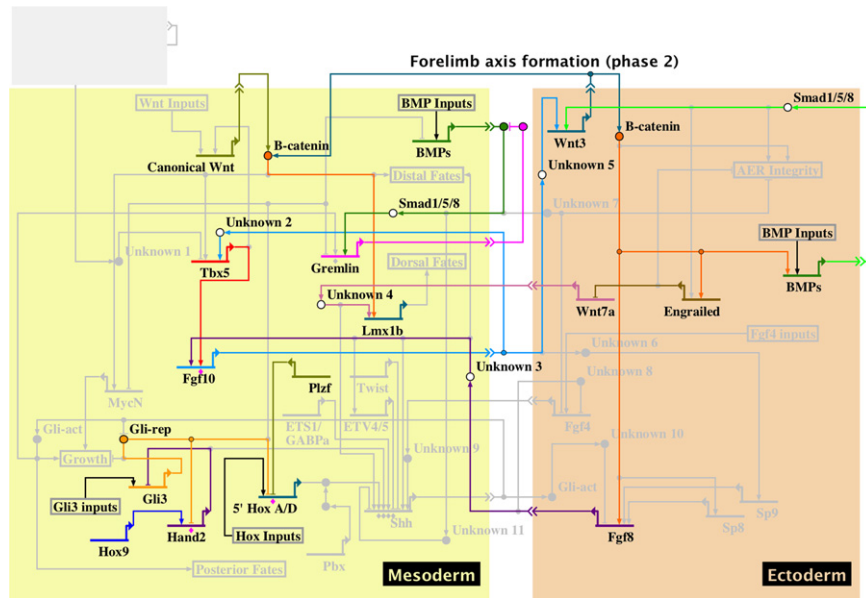 Forelimb axis formation (phase 2)
Wnt Inputs
BMP Inputs
Smad1/5/8
B-catenin
B-catenin
Canonical Wnt
BMPs
Wnt3
Distal Fates
Unknown 5
AER Integrity
Smad1/5/8
Unknown 7
Unknown 2
Unknown 1
BMP Inputs
Tbx5
Gremlin
Dorsal Fates
Unknown 4
BMPs
Lmx1b
Wnt7a
Engrailed
Fgf4 inputs
Unknown 6
Fgf10
Plzf
Twist
Unknown 3
Unknown 8
MycN
Gli-act
Gli-rep
ETS1/
GABPa
ETV4/5
Fgf4
Unknown 9
Unknown 10
Growth
Gli3 inputs
Gli3
5' Hox A/D
Gli-act
Sp9
Hox9
Hand2
Hox Inputs
Shh
Unknown 11
Fgf8
Sp8
Pbx
Posterior Fates
Mesoderm
Ectoderm